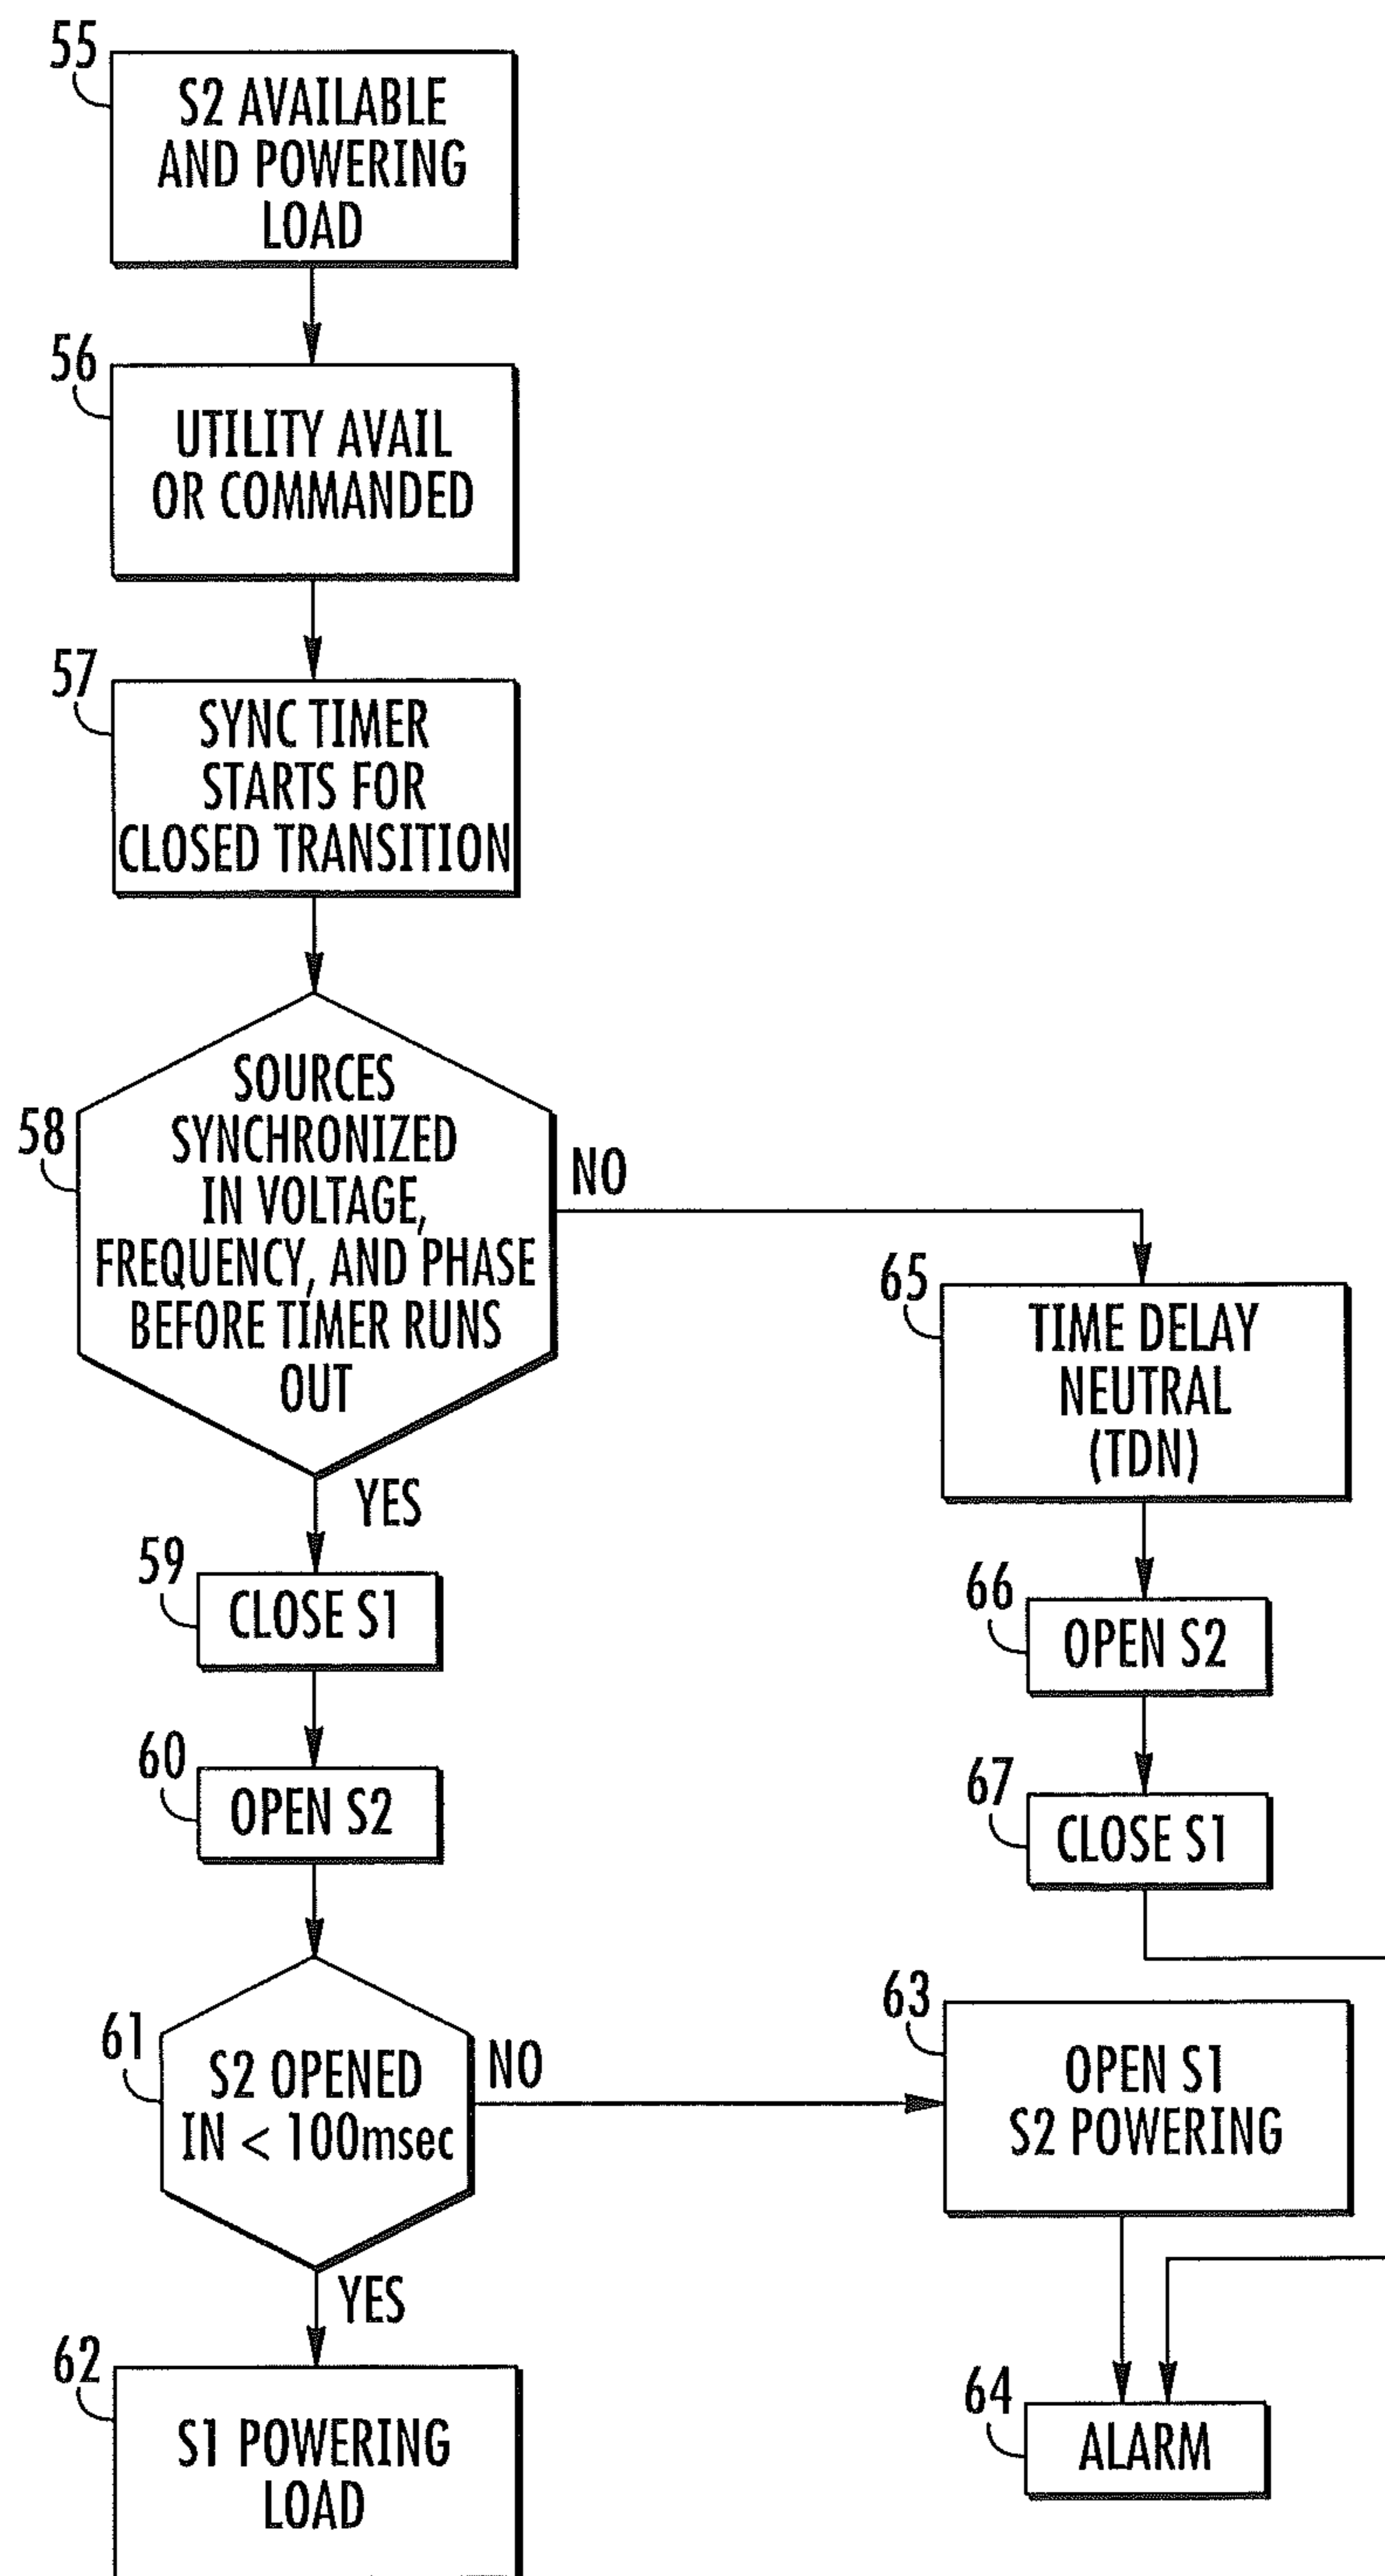 55
S2 AVAILABLE
AND POWERING
LOAD
56
UTILITY AVAIL
OR COMMANDED
57
SYNC TIMER
STARTS FOR
CLOSED TRANSITION
58
SOURCES
SYNCHRONIZED
IN VOLTAGE,
FREQUENCY, AND PHASE
BEFORE TIMER RUNS
OUT
NO
YES
65
TIME DELAY
NEUTRAL
(TDN)
59
CLOSE S1
66
OPEN S2
60
OPEN S2
67
CLOSE S1
61
S2 OPENED
IN < 100msec
NO
YES
63
OPEN S1
S2 POWERING
62
S1 POWERING
LOAD
64
ALARM